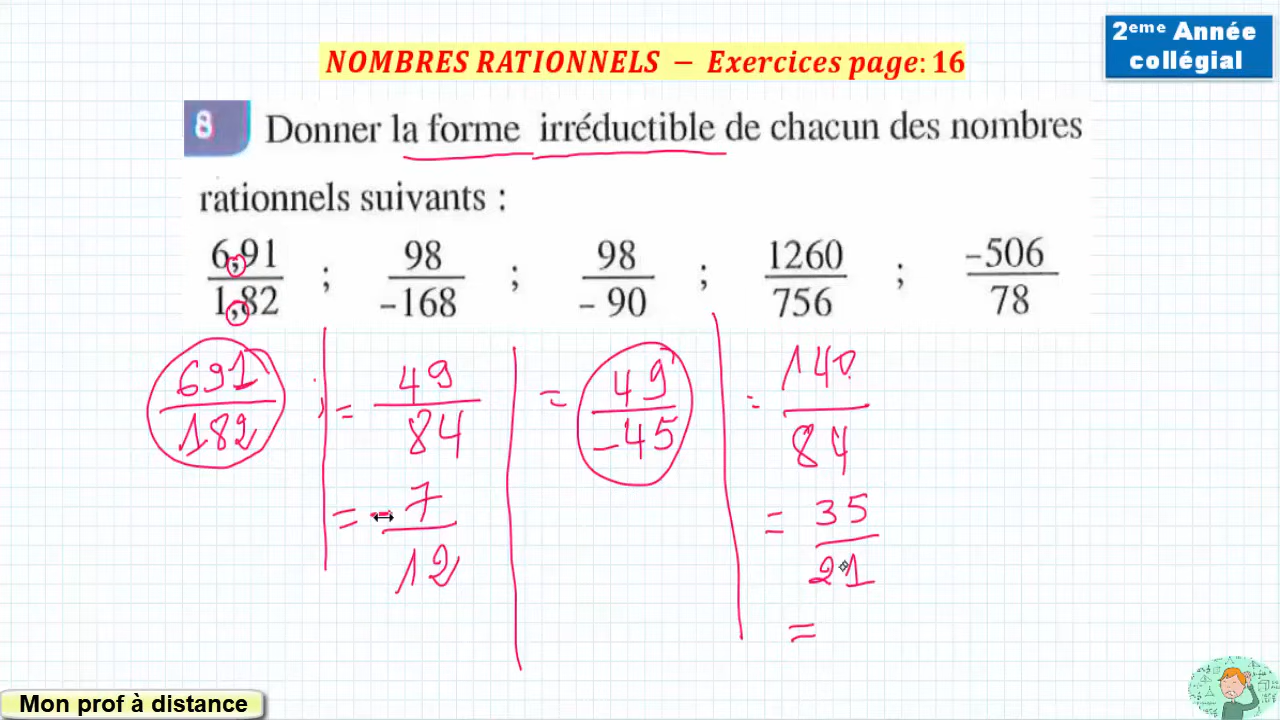 2eme Année
collégial
NOMBRES RATIONNELS – Exercices page: 16
8 Donner la forme irréductible de chacun des nombres
rationnels suivants :
6,91/1,82 ; 98/-168 ; 98/- 90 ; 1260/756 ; -506/78
691/182 ; = 49/84 = 49/-45 = 140/84
= - 7/12 = 35/21
=
Mon prof à distance